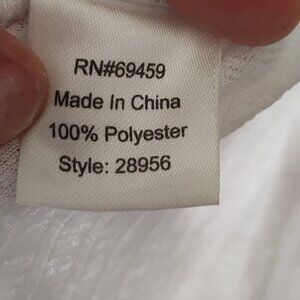 RN#69459
Made In China
100% Polyester
Style: 28956